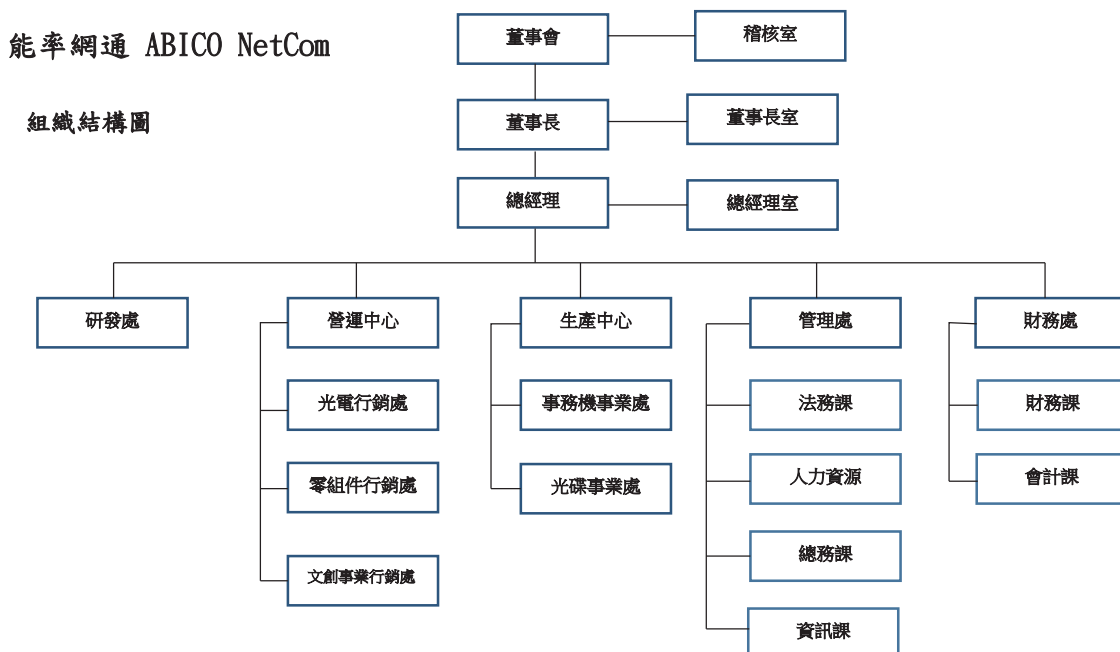 能率網通 ABICO NetCom
組織結構圖
董事會
稽核室
董事長
董事長室
總經理
總經理室
研發處
營運中心
生產中心
管理處
財務處
光電行銷處
事務機事業處
法務課
財務課
零組件行銷處
光碟事業處
人力資源
會計課
文創事業行銷處
總務課
資訊課